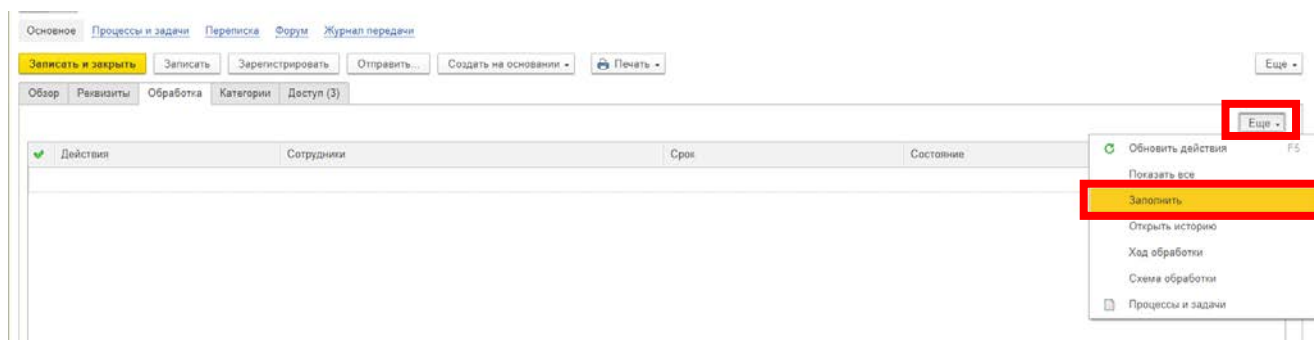 Основное Процессы и задачи Переписка Форум Журнал передачи
Записать и закрыть Записать Зарегистрировать Отправить... Создать на основании Печать Еще
Обзор Реквизиты Обработка Категории Доступ (3)
Еще
Действия Сотрудники Срок Состояние
Обновить действия F5
Показать все
Заполнить
Открыть историю
Ход обработки
Схема обработки
Процессы и задачи